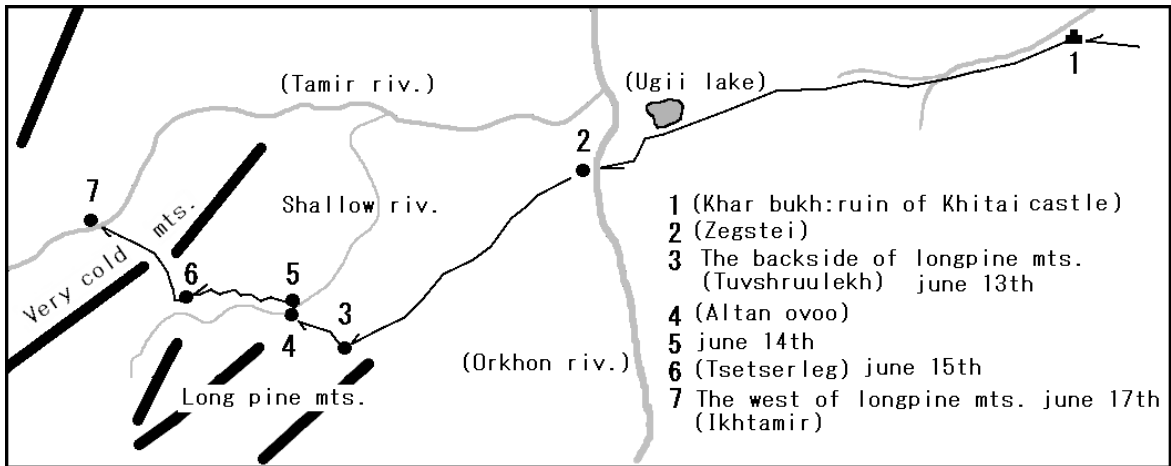 1
(Tamir riv.)
(Ugii lake)
2
7
Shallow riv.
Very cold mts.
6
5
4
3
(Orkhon riv.)
Long pine mts.
1 (Khar bukh:ruin of Khitai castle)
2 (Zegstei)
3 The backside of longpine mts.
(Tuvshruulekh) june 13th
4 (Altan ovoo)
5 june 14th
6 (Tsetserleg) june 15th
7 The west of longpine mts. june 17th
(Ikhtamir)